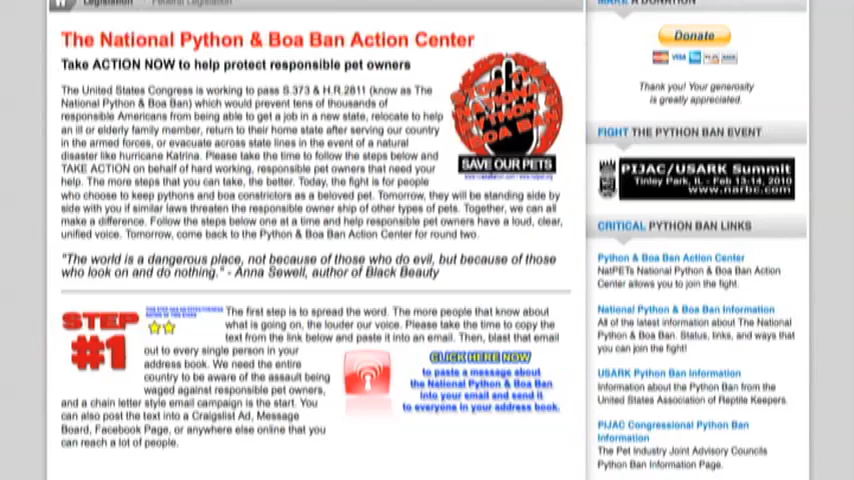 Legislation Federal Legislation
The National Python & Boa Ban Action Center
Take ACTION NOW to help protect responsible pet owners
The United States Congress is working to pass S.373 & H.R.2811 (know as The
National Python & Boa Ban) which would prevent tens of thousands of
responsible Americans from being able to get a job in a new state, relocate to help
an ill or elderly family member, return to their home state after serving our country
in the armed forces, or evacuate across state lines in the event of a natural
disaster like hurricane Katrina. Please take the time to follow the steps below and
TAKE ACTION on behalf of hard working, responsible pet owners that need your
help. The more steps that you can take, the better. Today, the fight is for people
who choose to keep pythons and boa constrictors as a beloved pet. Tomorrow, they will be standing side by
side with you if similar laws threaten the responsible owner ship of other types of pets. Together, we can all
make a difference. Follow the steps below one at a time and help responsible pet owners have a loud, clear,
unified voice. Tomorrow, come back to the Python & Boa Ban Action Center for round two.
"The world is a dangerous place, not because of those who do evil, but because of those
who look on and do nothing." - Anna Sewell, author of Black Beauty
STOP THE
NATIONAL
PYTHON &
BOA BAN
SAVE OUR PETS
STEP
#1
The first step is to spread the word. The more people that know about
what is going on, the louder our voice. Please take the time to copy the
text from the link below and paste it into an email. Then, blast that email
out to every single person in your
address book. We need the entire
country to be aware of the assault being
waged against responsible pet owners,
and a chain letter style email campaign is the start. You
can also post the text into a Craigslist Ad, Message
Board, Facebook Page, or anywhere else online that you
can reach a lot of people.
CLICK HERE NOW
to paste a message about
the National Python & Boa Ban
into your email and send it
to everyone in your address book.
MAKE A DONATION
Donate
VISA
Thank you! Your generosity
is greatly appreciated.
FIGHT THE PYTHON BAN EVENT
PIJAC/USARK Summit
Tinley Park, IL - Feb 13-14, 2010
www.narbc.com
CRITICAL PYTHON BAN LINKS
Python & Boa Ban Action Center
NatPETs National Python & Boa Ban Action
Center allows you to join the fight.
National Python & Boa Ban Information
All of the latest information about The National
Python & Boa Ban. Status, links, and ways that
you can join the fight!
USARK Python Ban Information
Information about the Python Ban from the
United States Association of Reptile Keepers.
PIJAC Congressional Python Ban
Information
The Pet Industry Joint Advisory Councils
Python Ban Information Page.